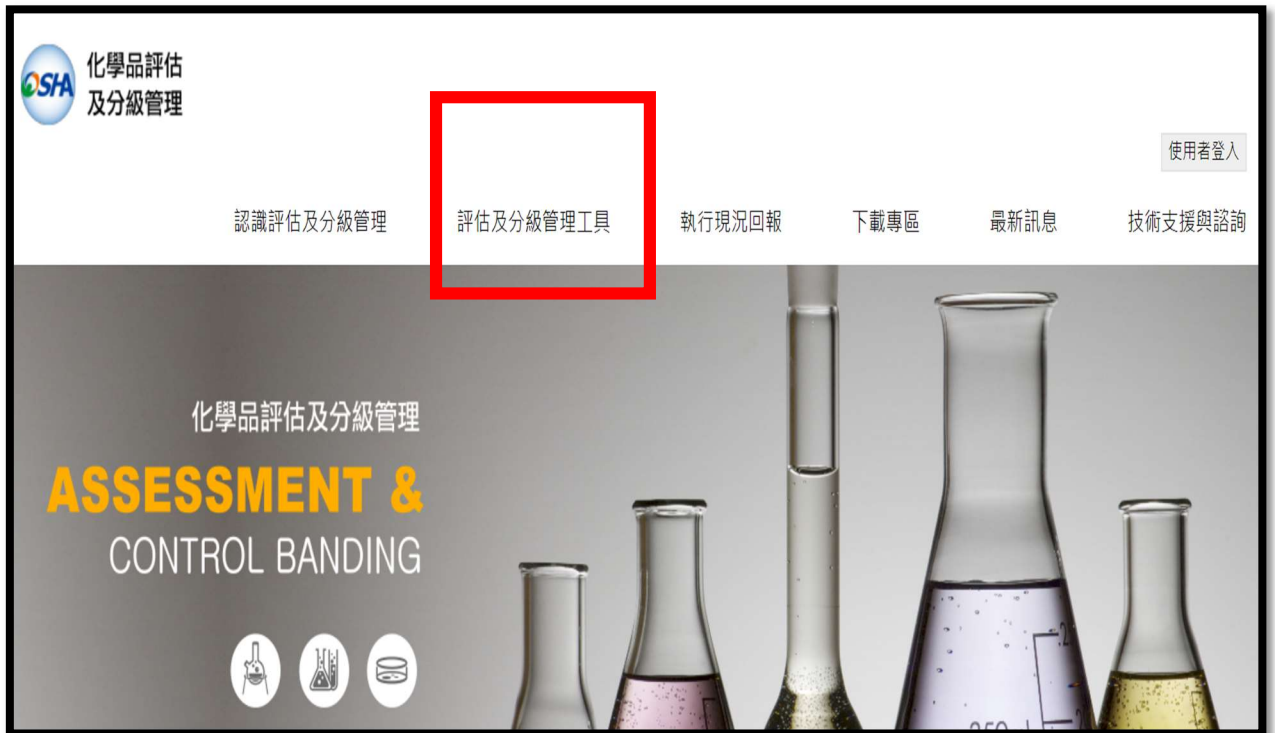 OSHA
化學品評估
及分級管理
使用者登入
認識評估及分級管理 評估及分級管理工具 執行現況回報 下載專區 最新訊息 技術支援與諮詢
化學品評估及分級管理
ASSESSMENT &
CONTROL BANDING